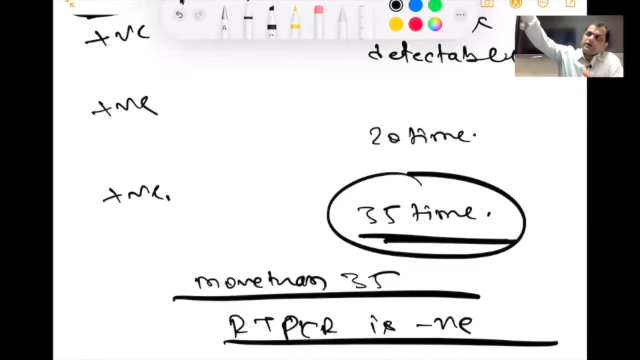 +ve
detectable
+ve
20 time.
+ve.
35 time.
more than 35
RTPCR is -ve